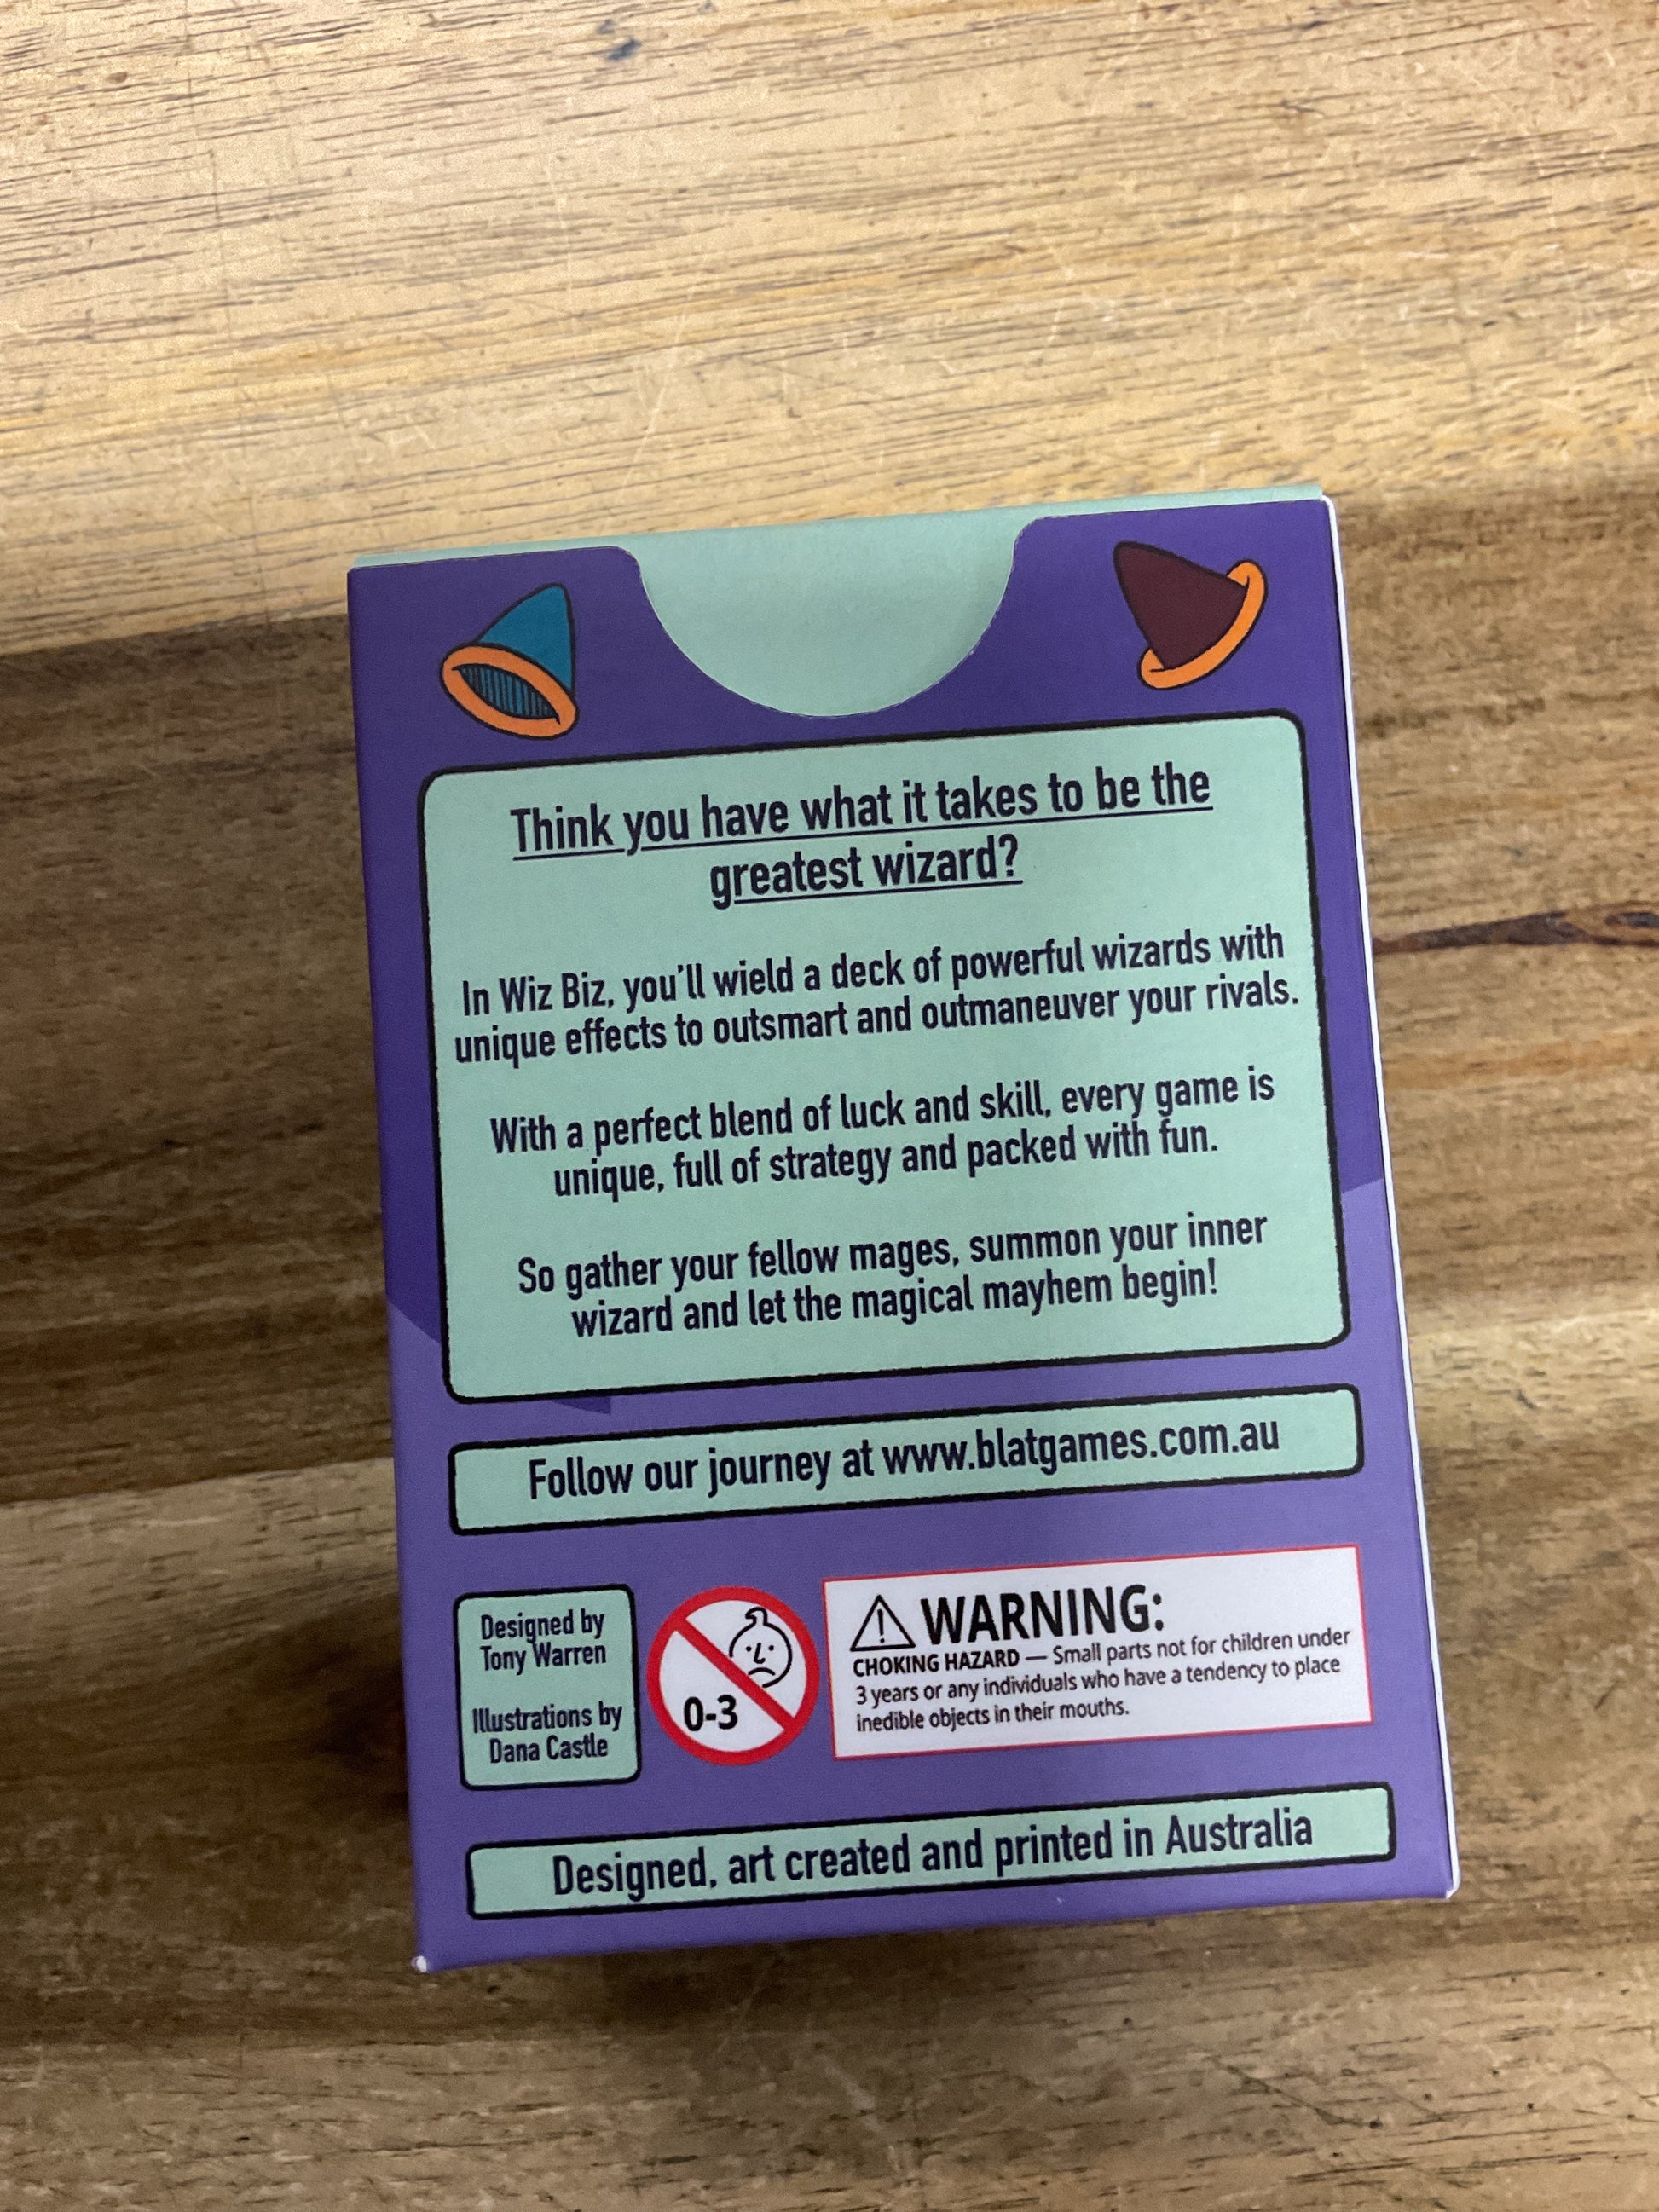 Think you have what it takes to be the
greatest wizard?
In Wiz Biz, you'll wield a deck of powerful wizards with
unique effects to outsmart and outmaneuver your rivals.
With a perfect blend of luck and skill, every game is
unique, full of strategy and packed with fun.
So gather your fellow mages, summon your inner
wizard and let the magical mayhem begin!
Follow our journey at www.blatgames.com.au
Designed by
Tony Warren
Illustrations by
Dana Castle
0-3
WARNING:
CHOKING HAZARD — Small parts not for children under
3 years or any individuals who have a tendency to place
inedible objects in their mouths.
Designed, art created and printed in Australia